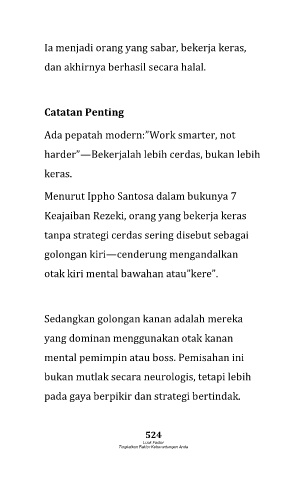 Ia menjadi orang yang sabar, bekerja keras,
dan akhirnya berhasil secara halal.
Catatan Penting
Ada pepatah modern:”Work smarter, not
harder”—Bekerjalah lebih cerdas, bukan lebih
keras.
Menurut Ippho Santosa dalam bukunya 7
Keajaiban Rezeki, orang yang bekerja keras
tanpa strategi cerdas sering disebut sebagai
golongan kiri—cenderung mengandalkan
otak kiri mental bawahan atau”kere”.
Sedangkan golongan kanan adalah mereka
yang dominan menggunakan otak kanan
mental pemimpin atau boss. Pemisahan ini
bukan mutlak secara neurologis, tetapi lebih
pada gaya berpikir dan strategi bertindak.
524
Tingkatkan Faktor Keberuntungan Anda